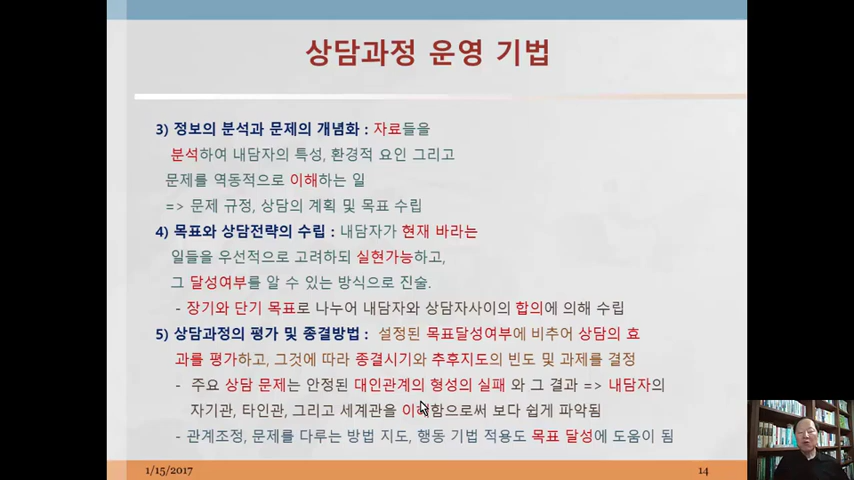 상담과정 운영 기법
3) 정보의 분석과 문제의 개념화 : 자료들을
분석하여 내담자의 특성, 환경적 요인 그리고
문제를 역동적으로 이해하는 일
=> 문제 규정, 상담의 계획 및 목표 수립
4) 목표와 상담전략의 수립 : 내담자가 현재 바라는
일들을 우선적으로 고려하되 실현가능하고,
그 달성여부를 알 수 있는 방식으로 진술.
- 장기와 단기 목표로 나누어 내담자와 상담자사이의 합의에 의해 수립
5) 상담과정의 평가 및 종결방법 : 설정된 목표달성여부에 비추어 상담의 효
과를 평가하고, 그것에 따라 종결시기와 추후지도의 빈도 및 과제를 결정
- 주요 상담 문제는 안정된 대인관계의 형성의 실패 와 그 결과 => 내담자의
자기관, 타인관, 그리고 세계관을 이해함으로써 보다 쉽게 파악됨
- 관계조정, 문제를 다루는 방법 지도, 행동 기법 적용도 목표 달성에 도움이 됨
1/15/2017
14